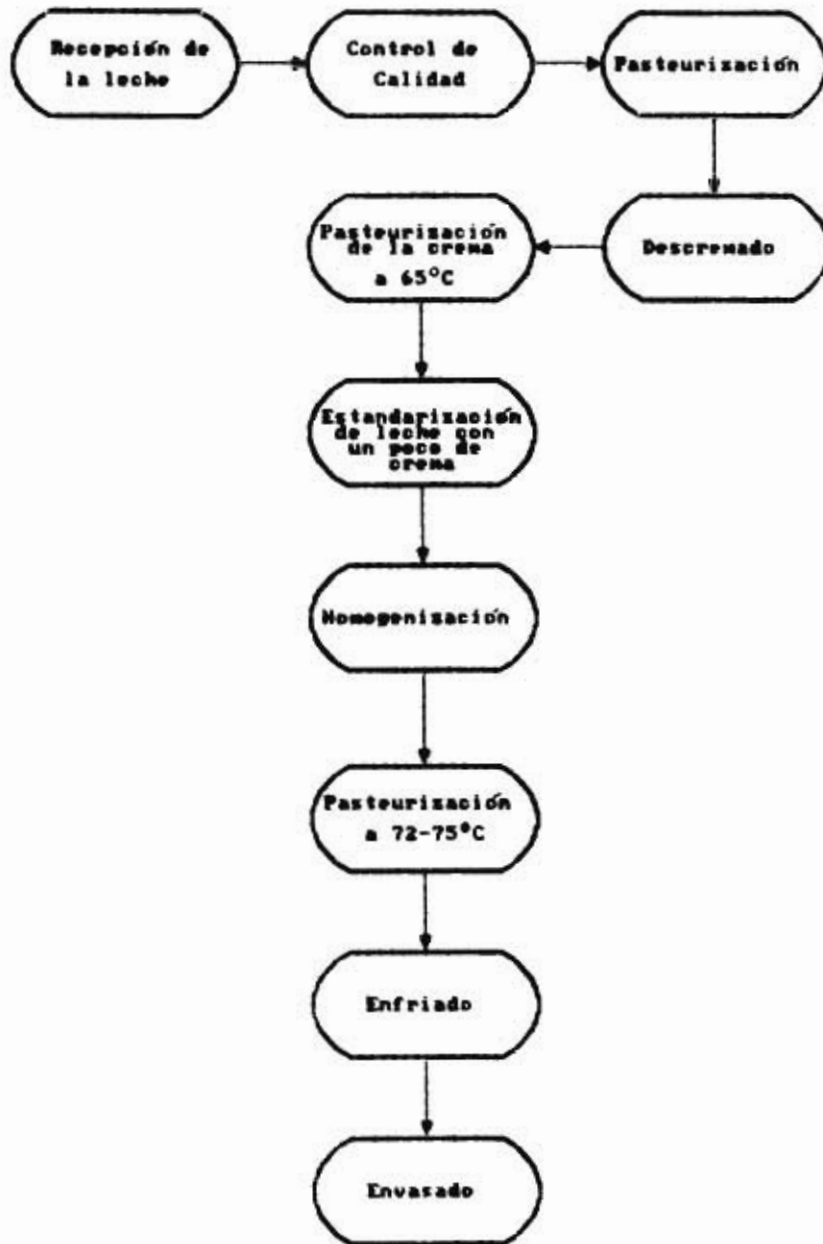 Recepción de
la leche
Control de
Calidad
Pasteurización
Descremado
Pasteurización
de la crema
a 65°C
Estandarización
de leche con
un poco de
crema
Homogenización
Pasteurización
a 72-75°C
Enfriado
Envasado